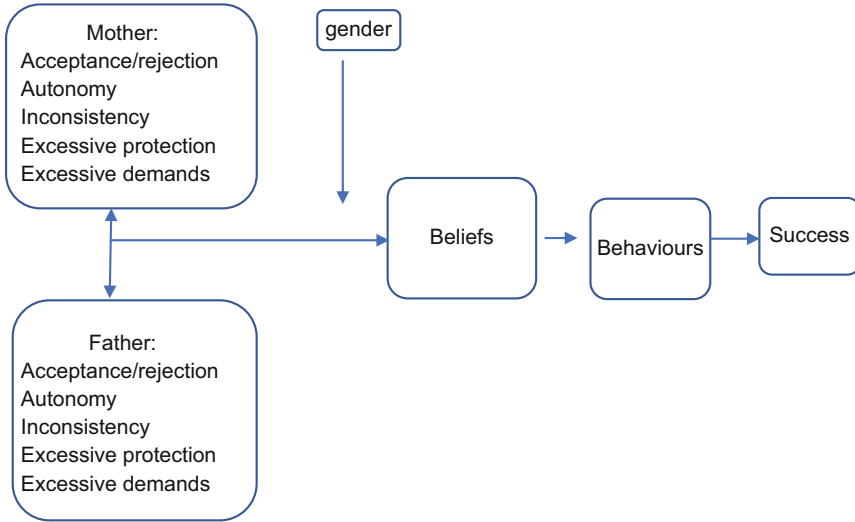 Mother:
Acceptance/rejection
Autonomy
Inconsistency
Excessive protection
Excessive demands
gender
Beliefs
Behaviours
Success
Father:
Acceptance/rejection
Autonomy
Inconsistency
Excessive protection
Excessive demands